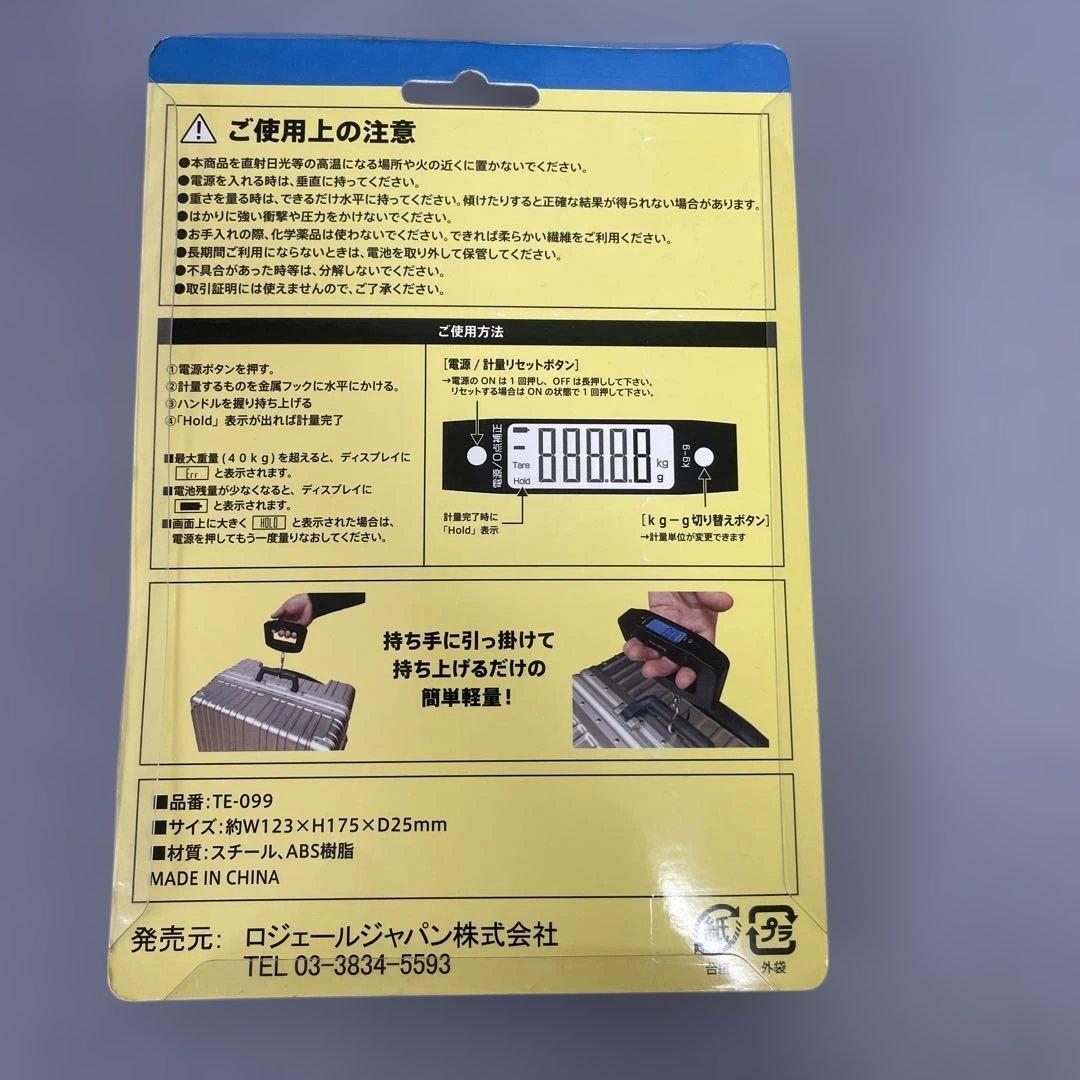 ご使用上の注意
●本商品を直射日光等の高温になる場所や火の近くに置かないでください。
●電源を入れる時は、垂直に持ってください。
●重さを量る時は、できるだけ水平に持ってください。傾けたりすると正確な結果が得られない場合があります。
●はかりに強い衝撃や圧力をかけないでください。
●お手入れの際、化学薬品は使わないでください。できれば柔らかい繊維をご利用ください。
●長期間ご利用にならないときは、電池を取り外して保管してください。
●不具合があった時等は、分解しないでください。
●取引証明には使えませんので、ご了承ください。
ご使用方法
①電源ボタンを押す。
②計量するものを金属フックに水平にかける。
③ハンドルを握り持ち上げる
④「Hold」表示が出れば計量完了
■最大重量(40kg)を超えると、ディスプレイに
Err と表示されます。
■電池残量が少なくなると、ディスプレイに
と表示されます。
■画面上に大きく HOLD と表示された場合は、
電源を押してもう一度量りなおしてください。
[電源/計量リセットボタン]
→電源のONは1回押し、OFFは長押しして下さい。
リセットする場合はONの状態で1回押して下さい。
電源/0点補正
88888
Tare
Hold
kg
g
kg-g
計量完了時に
「Hold」表示
[kg-g切り替えボタン]
→計量単位が変更できます
持ち手に引っ掛けて
持ち上げるだけの
簡単軽量!
■品番:TE-099
■サイズ:約W123×H175×D25mm
■材質:スチール、ABS樹脂
MADE IN CHINA
発売元: ロジェールジャパン株式会社
TEL 03-3834-5593
紙
プラ
外袋